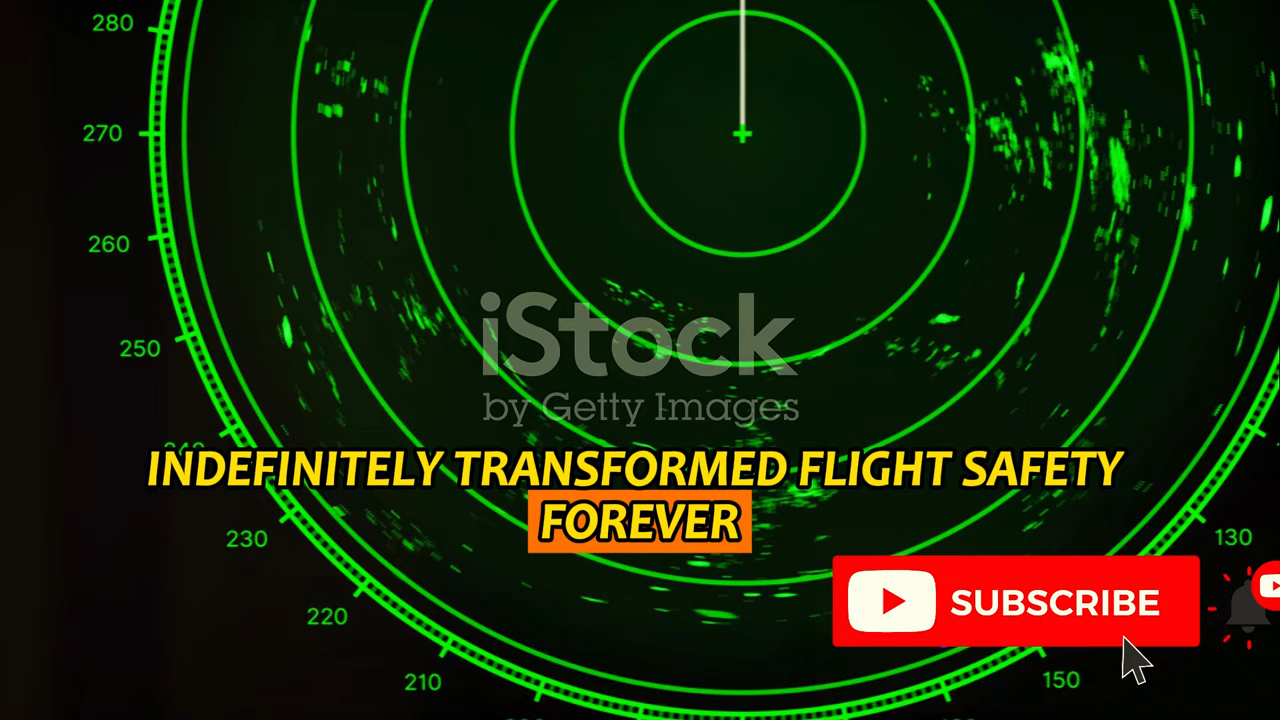 280
270
260
250
240
230
220
210
130
150
iStock
by Getty Images
INDEFINITELY TRANSFORMED FLIGHT SAFETY
FOREVER
SUBSCRIBE